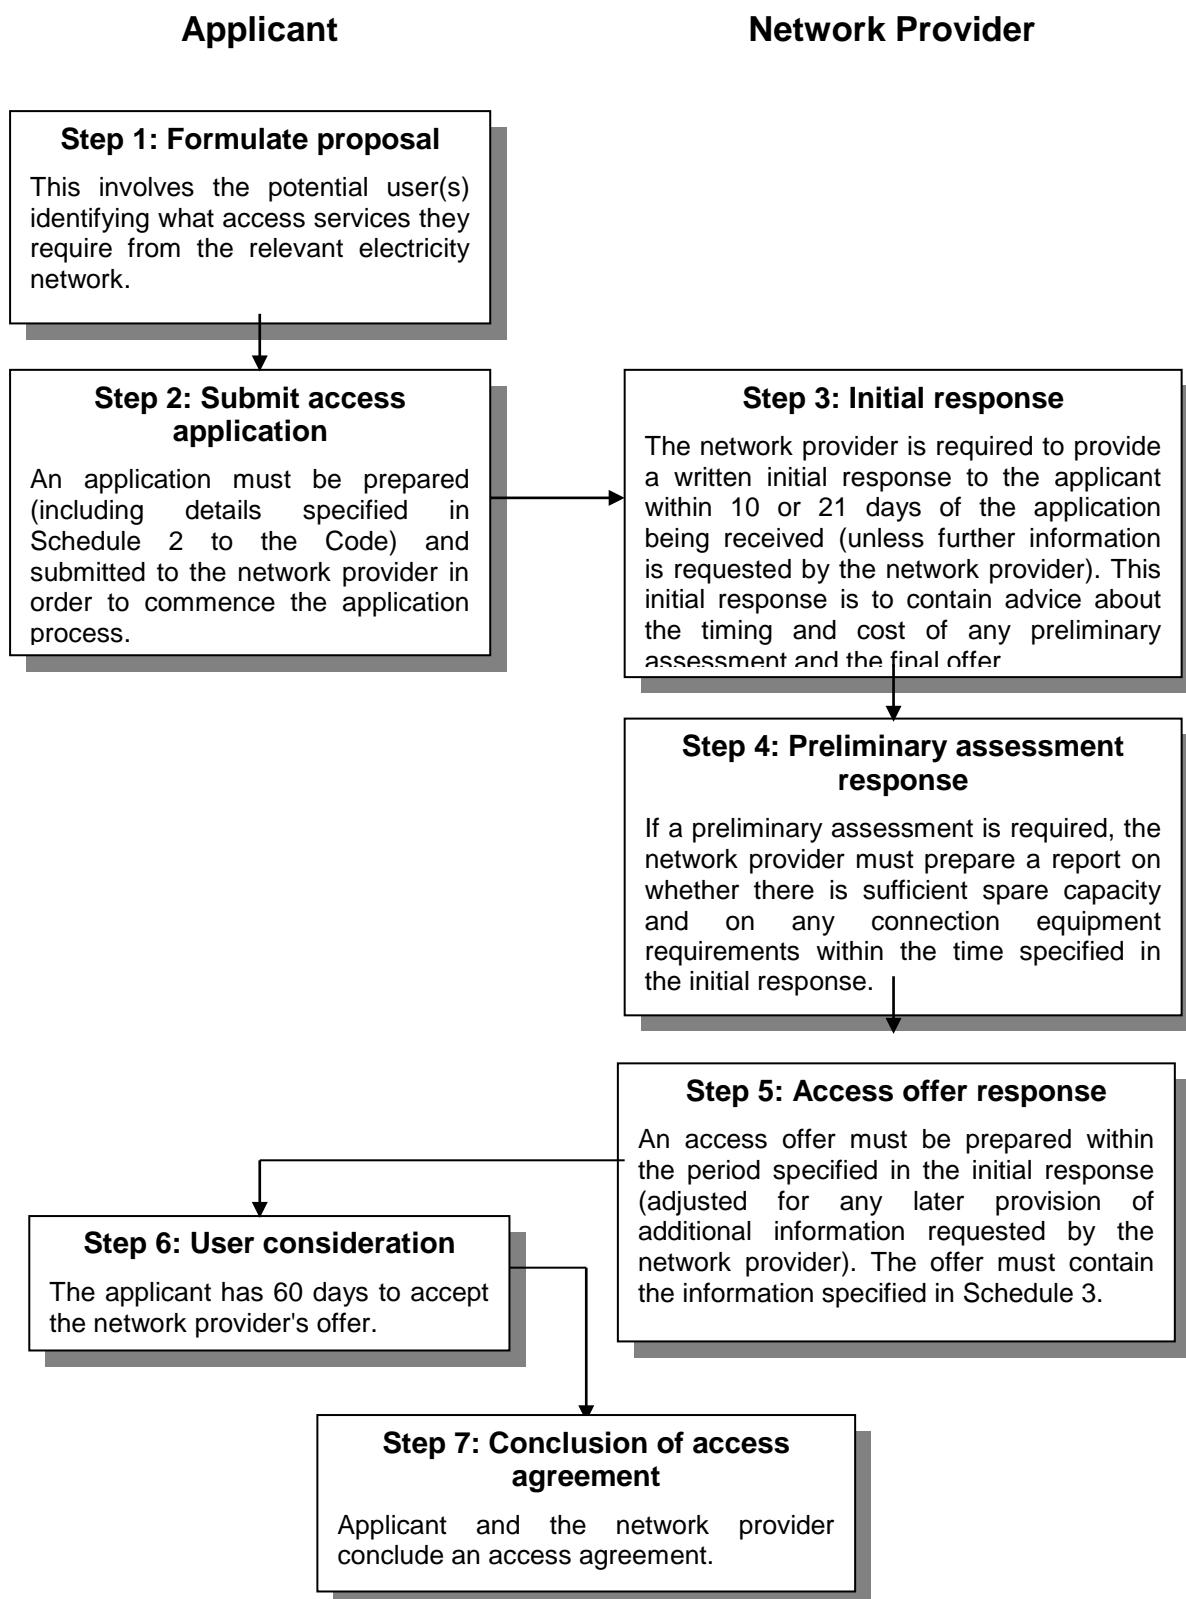 Applicant
Network Provider
Step 1: Formulate proposal
This involves the potential user(s)
identifying what access services they
require from the relevant electricity
network.
Step 2: Submit access
application
An application must be prepared
(including details specified in
Schedule 2 to the Code) and
submitted to the network provider in
order to commence the application
process.
Step 3: Initial response
The network provider is required to provide
a written initial response to the applicant
within 10 or 21 days of the application
being received (unless further information
is requested by the network provider). This
initial response is to contain advice about
the timing and cost of any preliminary
assessment and the final offer
Step 4: Preliminary assessment
response
If a preliminary assessment is required, the
network provider must prepare a report on
whether there is sufficient spare capacity
and on any connection equipment
requirements within the time specified in
the initial response.
Step 5: Access offer response
An access offer must be prepared within
the period specified in the initial response
(adjusted for any later provision of
additional information requested by the
network provider). The offer must contain
the information specified in Schedule 3.
Step 6: User consideration
The applicant has 60 days to accept
the network provider's offer.
Step 7: Conclusion of access
agreement
Applicant and the network provider
conclude an access agreement.